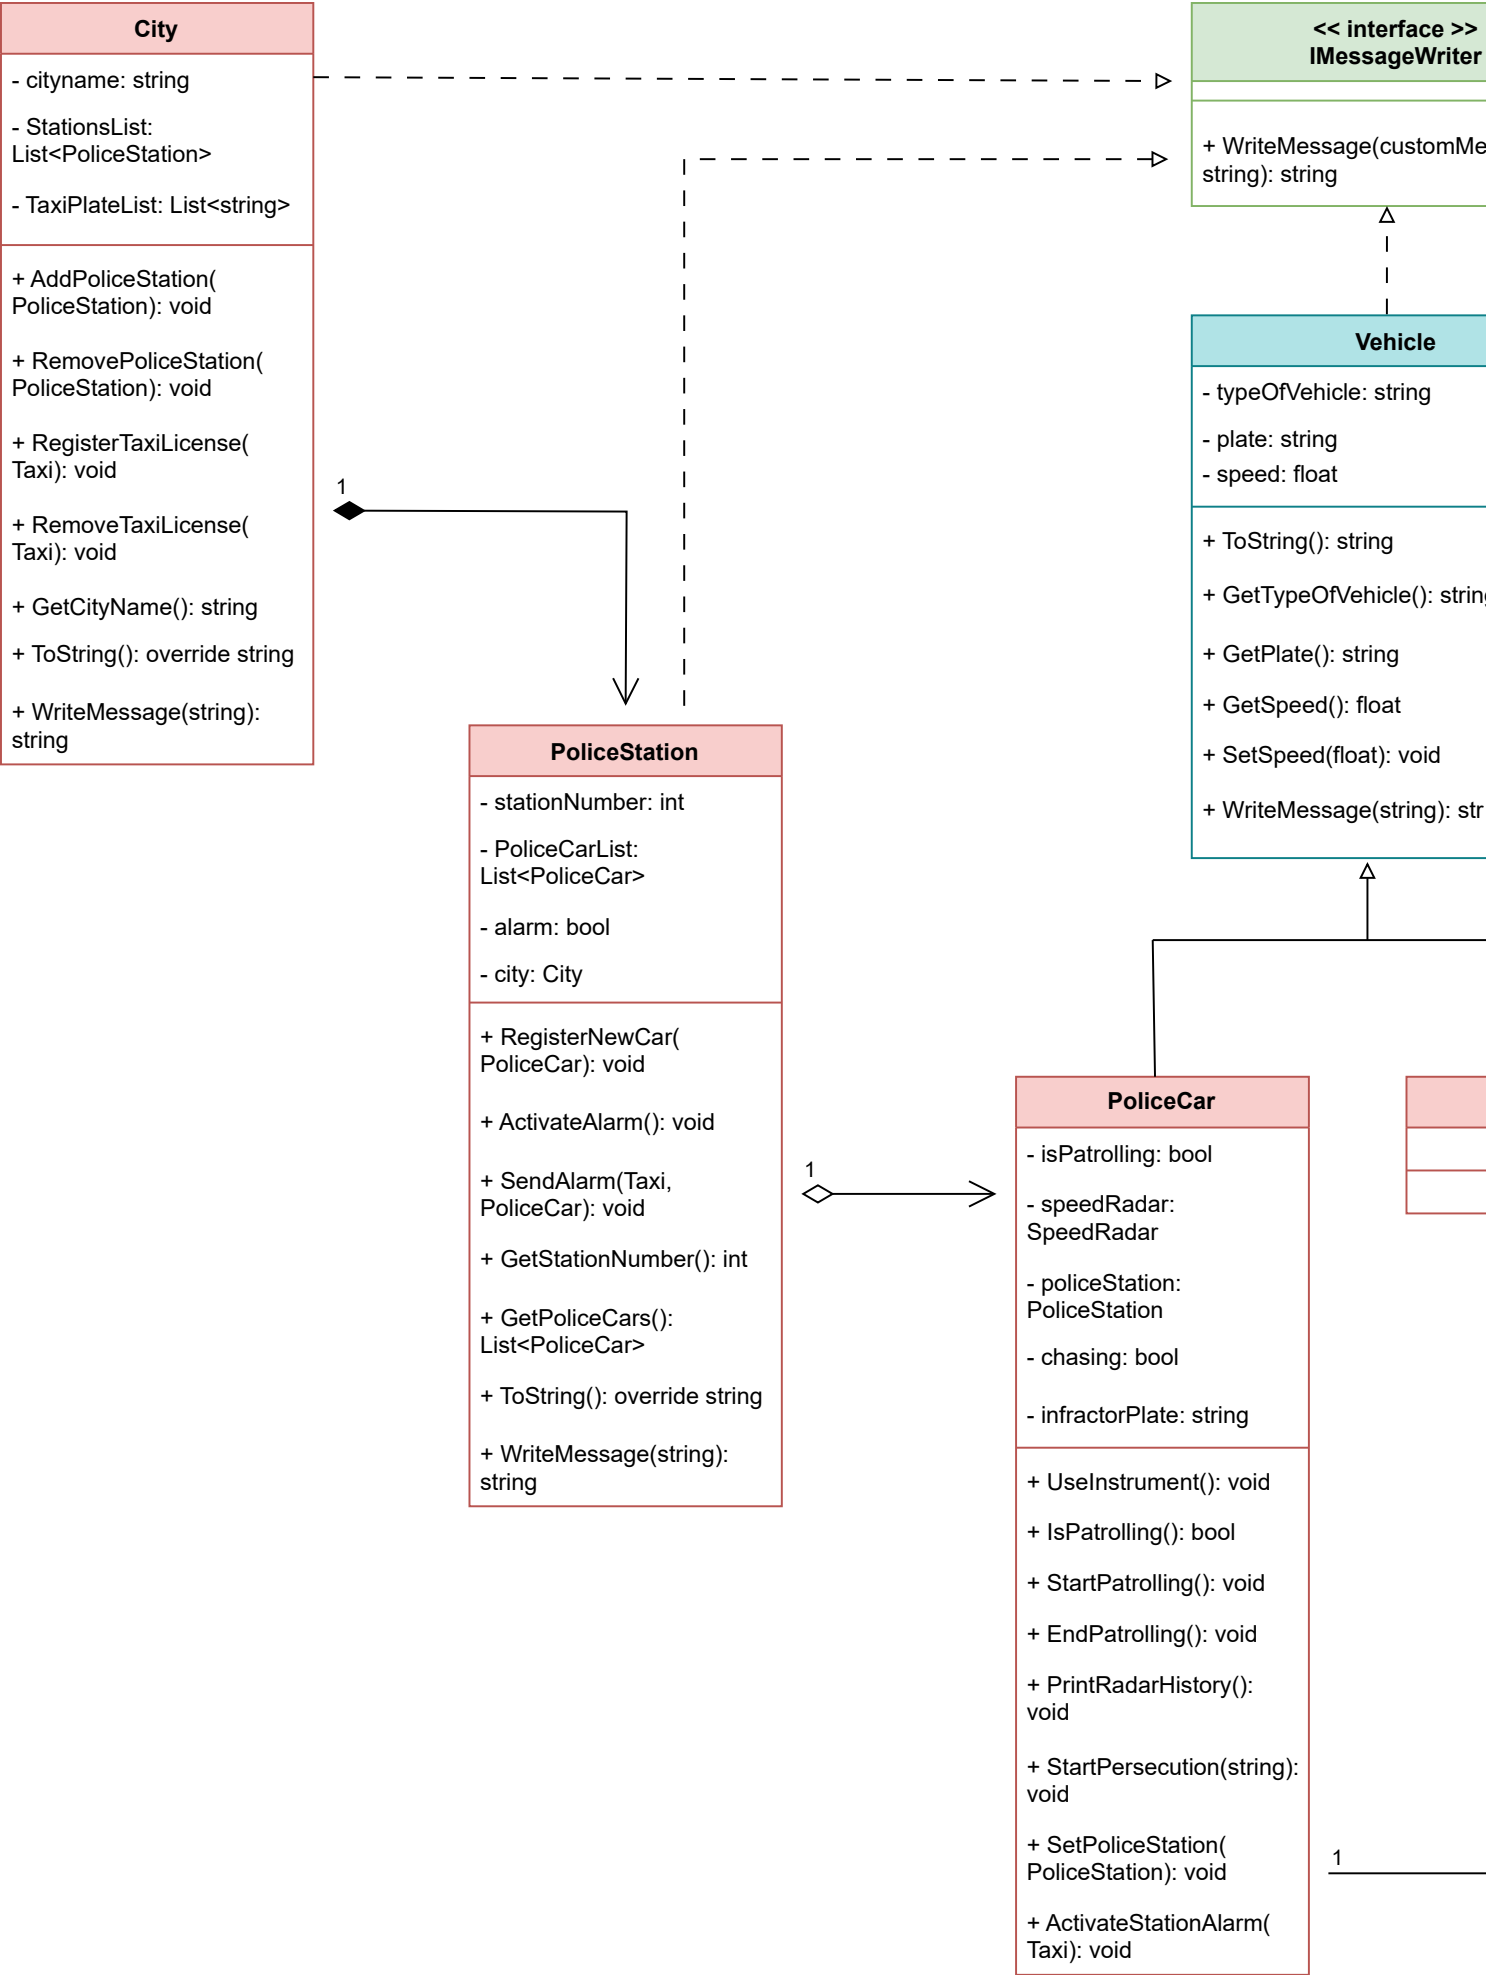 City
- cityname: string
- StationsList:
List<PoliceStation>
- TaxiPlateList: List<string>
+ AddPoliceStation(
PoliceStation): void
+ RemovePoliceStation(
PoliceStation): void
+ RegisterTaxiLicense(
Taxi): void
+ RemoveTaxiLicense(
Taxi): void
+ GetCityName(): string
+ ToString(): override string
+ WriteMessage(string):
string
1
<< interface >>
IMessageWriter
+ WriteMessage(customMe
string): string
Vehicle
- typeOfVehicle: string
- plate: string
- speed: float
+ ToString(): string
+ GetTypeOfVehicle(): string
+ GetPlate(): string
+ GetSpeed(): float
+ SetSpeed(float): void
+ WriteMessage(string): str
PoliceStation
- stationNumber: int
- PoliceCarList:
List<PoliceCar>
- alarm: bool
- city: City
+ RegisterNewCar(
PoliceCar): void
+ ActivateAlarm(): void
+ SendAlarm(Taxi,
PoliceCar): void
+ GetStationNumber(): int
+ GetPoliceCars():
List<PoliceCar>
+ ToString(): override string
+ WriteMessage(string):
string
1
PoliceCar
- isPatrolling: bool
- speedRadar:
SpeedRadar
- policeStation:
PoliceStation
- chasing: bool
- infractorPlate: string
+ UseInstrument(): void
+ IsPatrolling(): bool
+ StartPatrolling(): void
+ EndPatrolling(): void
+ PrintRadarHistory():
void
+ StartPersecution(string):
void
+ SetPoliceStation(
PoliceStation): void
+ ActivateStationAlarm(
Taxi): void
1